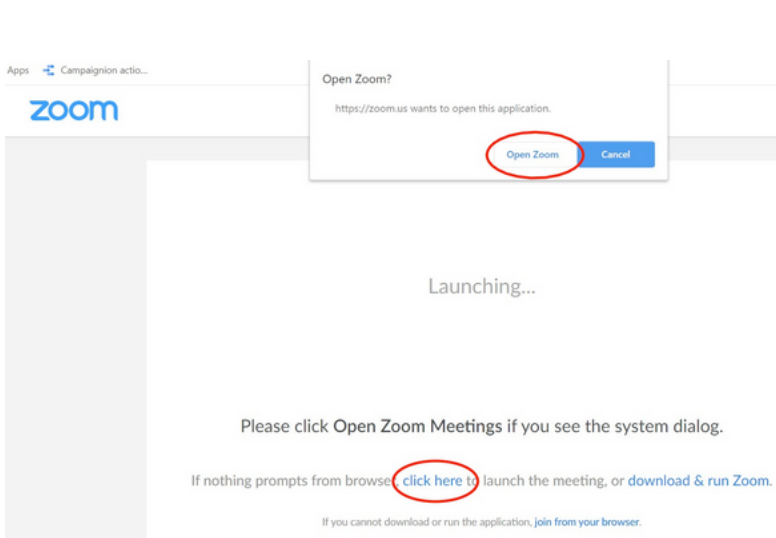 Apps Campaignion actio...
Open Zoom?
zoom
https://zoom.us wants to open this application.
Open Zoom Cancel
Launching...
Please click Open Zoom Meetings if you see the system dialog.
If nothing prompts from browser, click here to launch the meeting, or download & run Zoom.
If you cannot download or run the application, join from your browser.